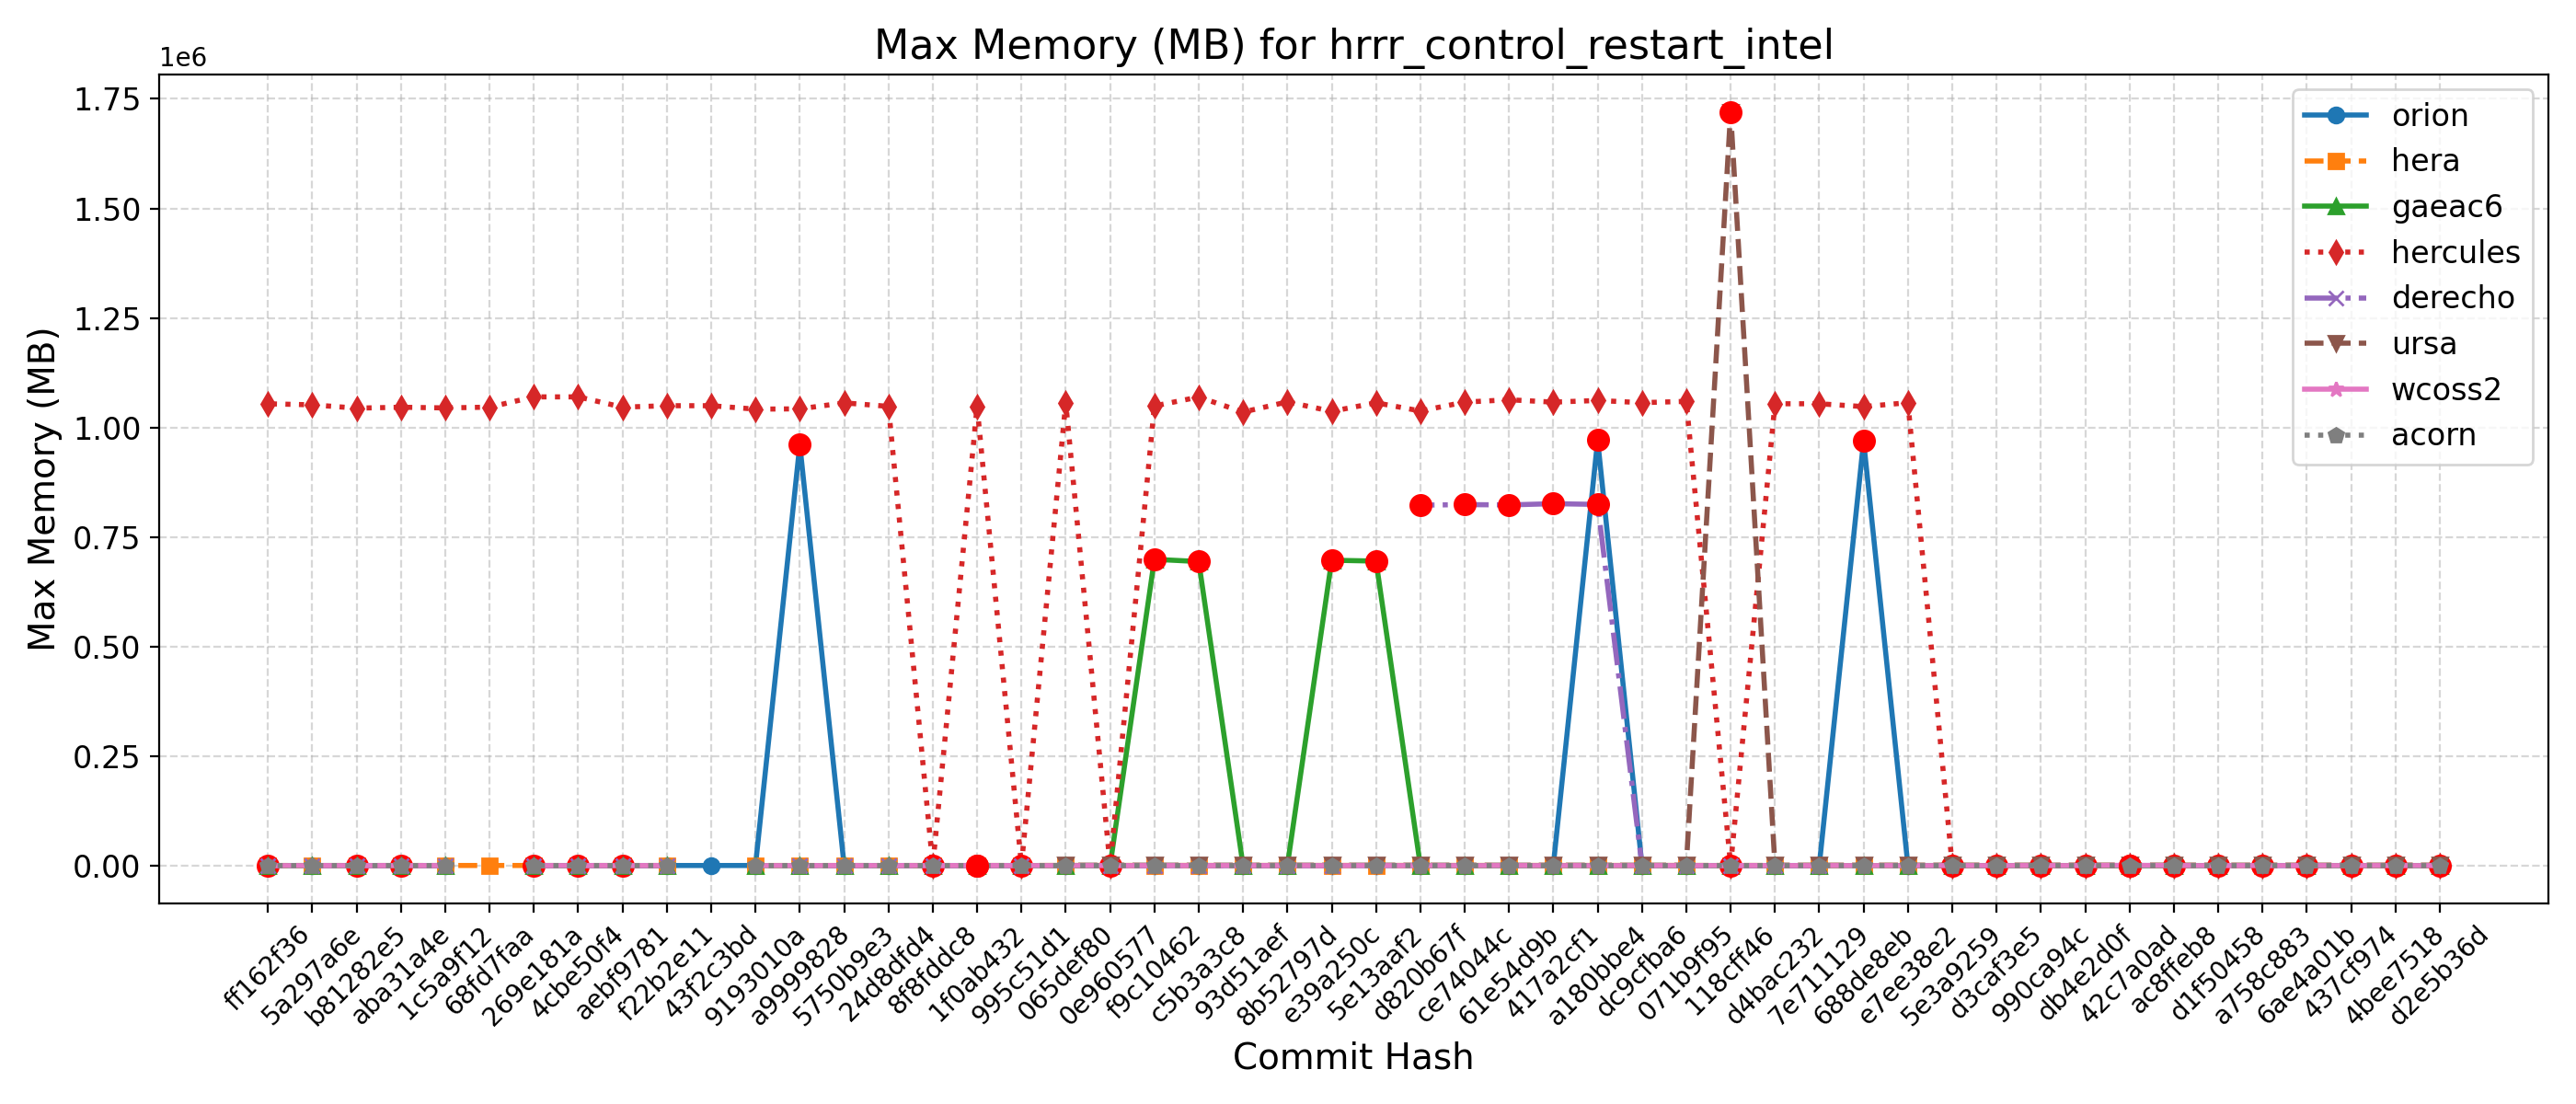 Max Memory (MB) for hrrr_control_restart_intel
1e6
1.75
1.50
1.25
1.00
0.75
0.50
0.25
0.00
Max Memory (MB)
orion
hera
gaeac6
hercules
derecho
ursa
wcoss2
acorn
ff162f36
5a297a6e
b81282e5
aba31a4e
1c5a9f12
68fd7faa
269e181a
4cbe50f4
aebf9781
f22b2e11
43f2c3bd
9193010a
a9999828
5750b9e3
24d8dfd4
8f8fddc8
1f0ab432
995c51d1
065def80
0e960577
f9c10462
c5b3a3c8
93d51aef
8b52797d
e39a250c
5e13aaf2
d820b67f
ce74044c
61e54d9b
417a2cf1
a180bbe4
dc9cfba6
071b9f95
118cff46
d4bac232
7e711129
688de8eb
e7ee38e2
5e3a9259
d3caf3e5
990ca94c
db4e2d0f
42c7a0ad
ac8ffeb8
d1f50458
a758c883
6ae4a01b
437cf974
4bee7518
d2e5b36d
Commit Hash